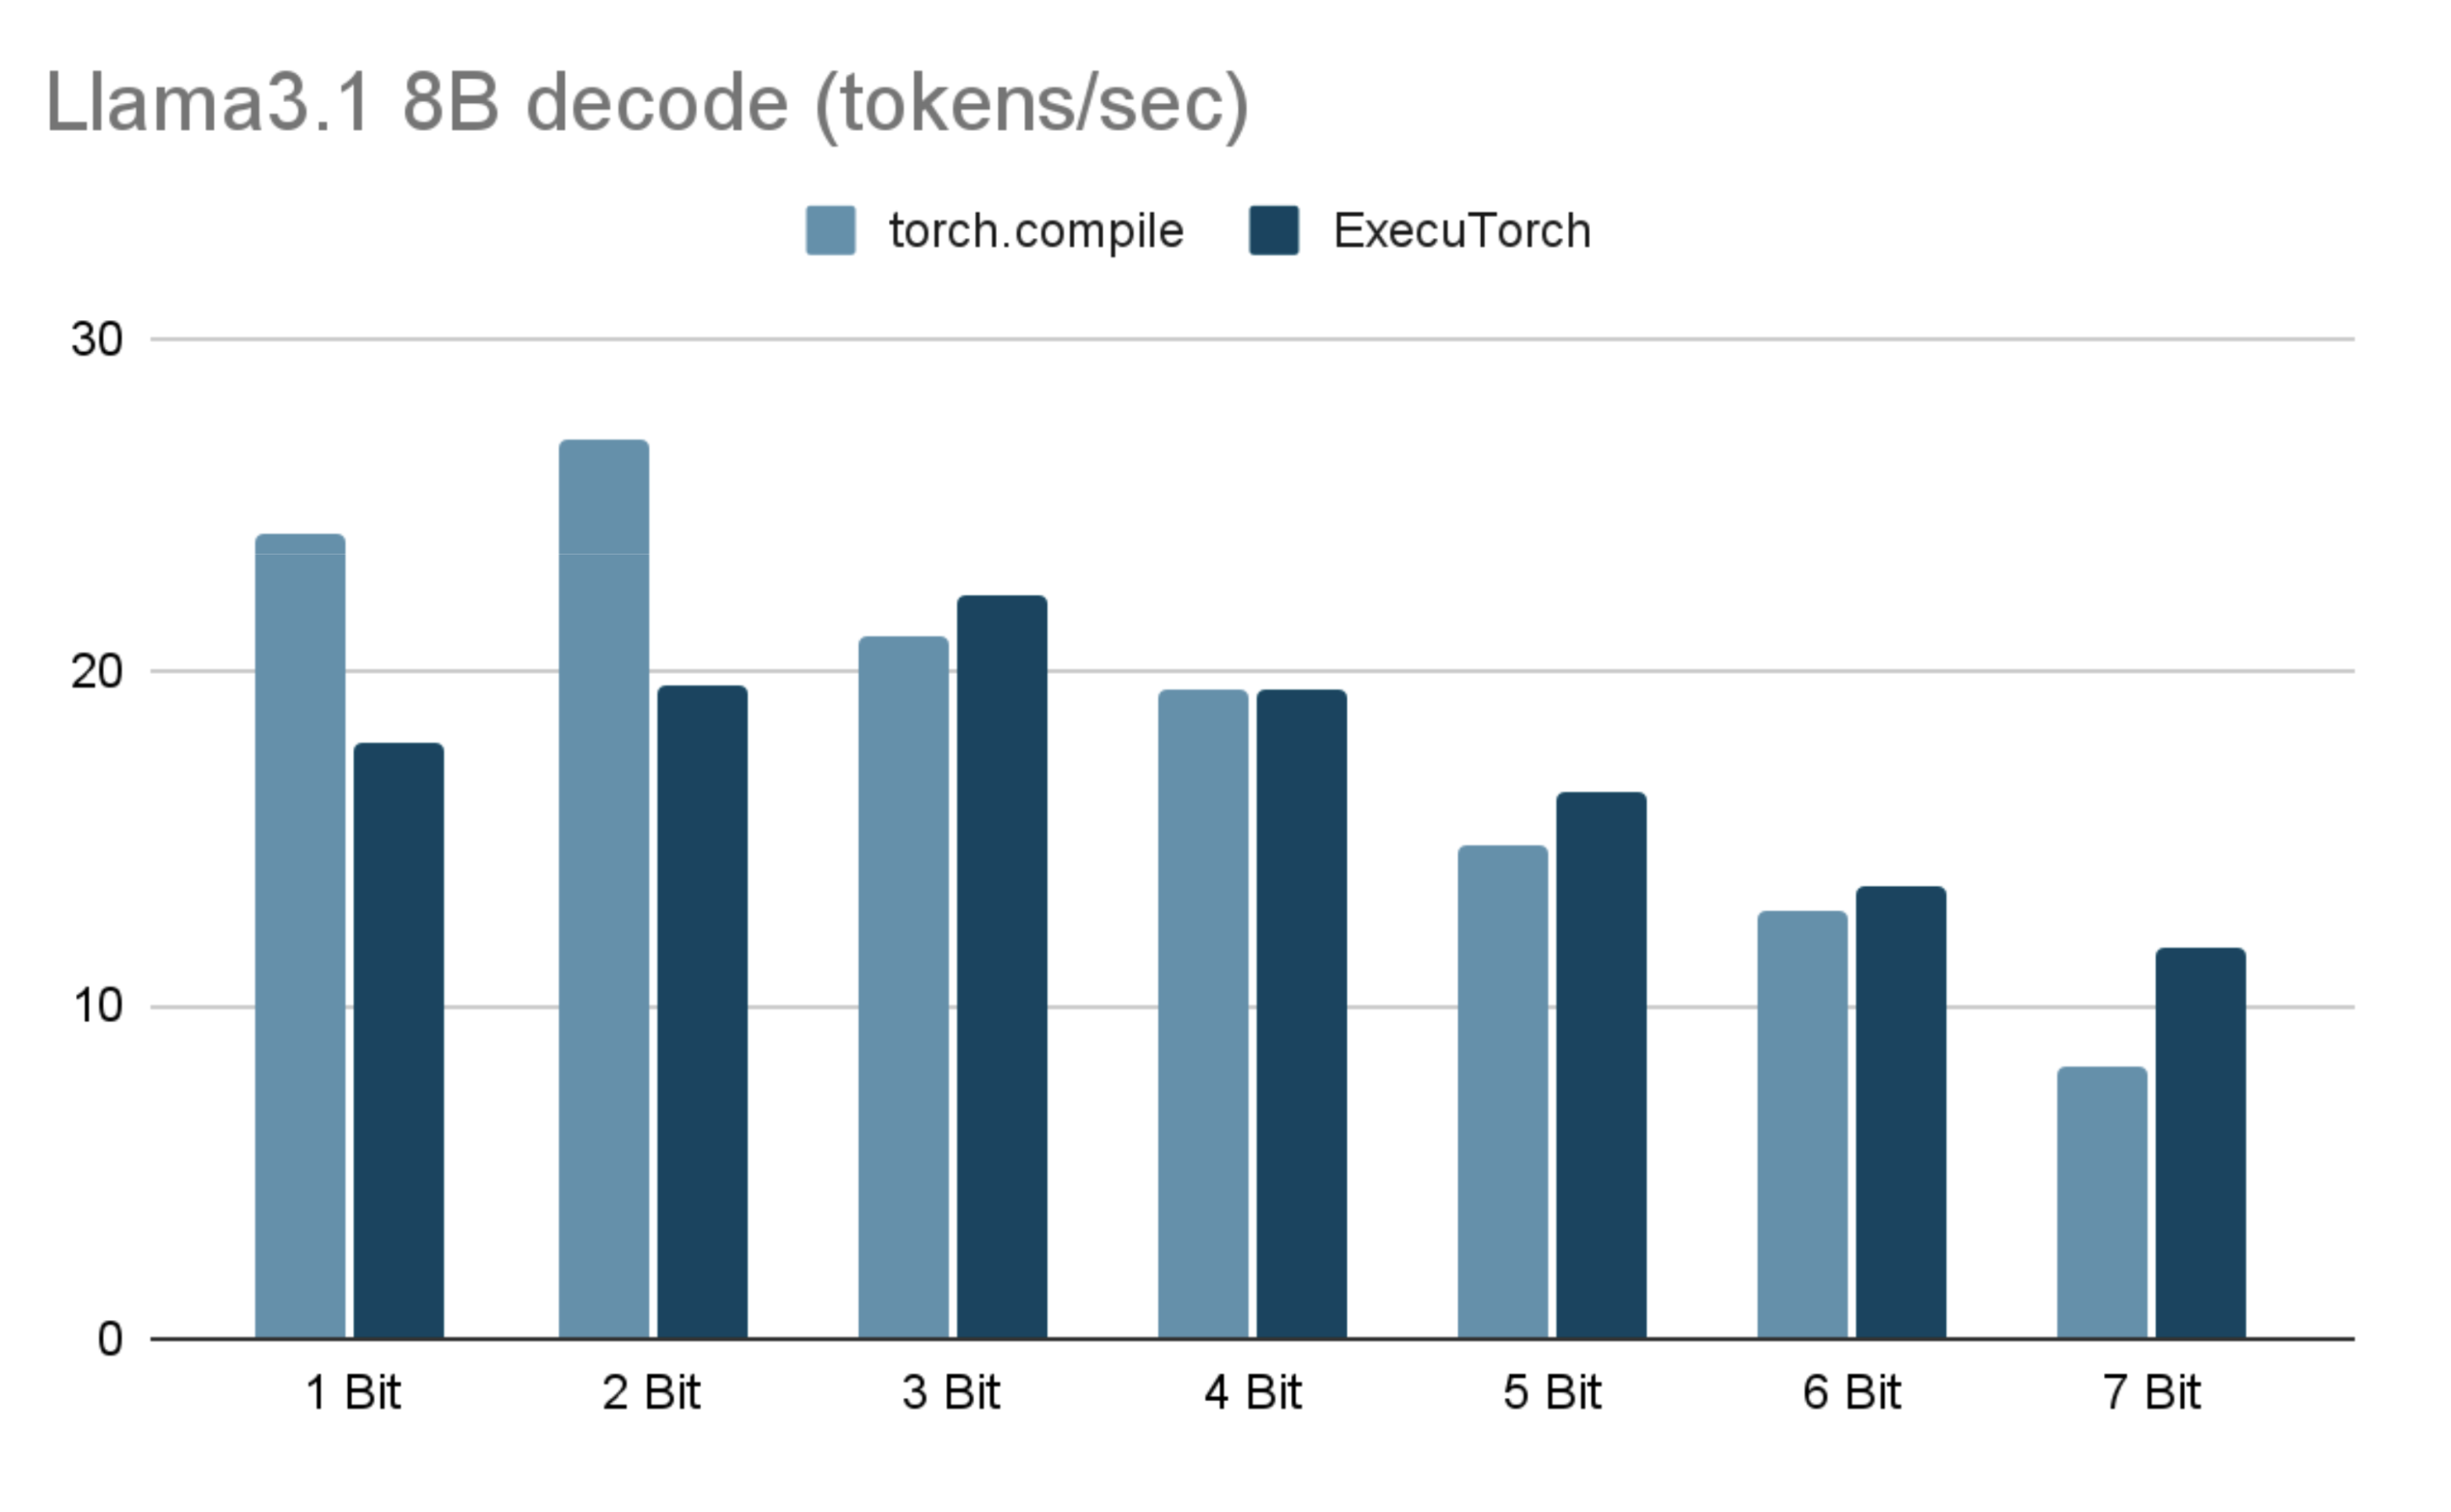 Llama3.1 8B decode (tokens/sec)
torch.compile ExecuTorch
30
20
10
0
1 Bit 2 Bit 3 Bit 4 Bit 5 Bit 6 Bit 7 Bit